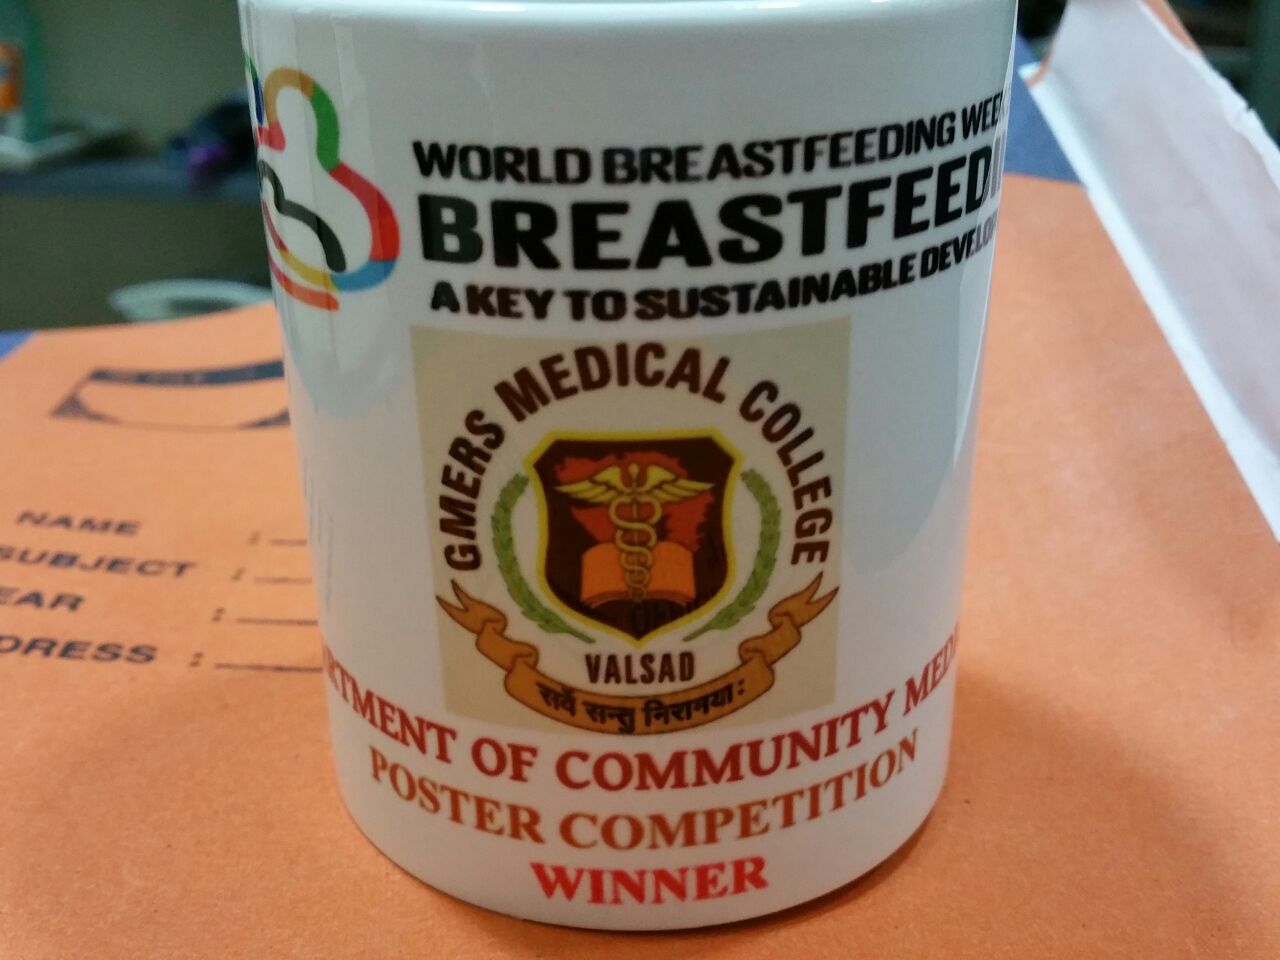 WORLD BREASTFEEDING WEE
BREASTFEEDI
A KEY TO SUSTAINABLE DEVELO
GMERS MEDICAL COLLEGE
VALSAD
सर्वे सन्तु निरामयाः
RTMENT OF COMMUNITY MEDI
POSTER COMPETITION
WINNER
NAME :
SUBJECT :
EAR :
DRESS :